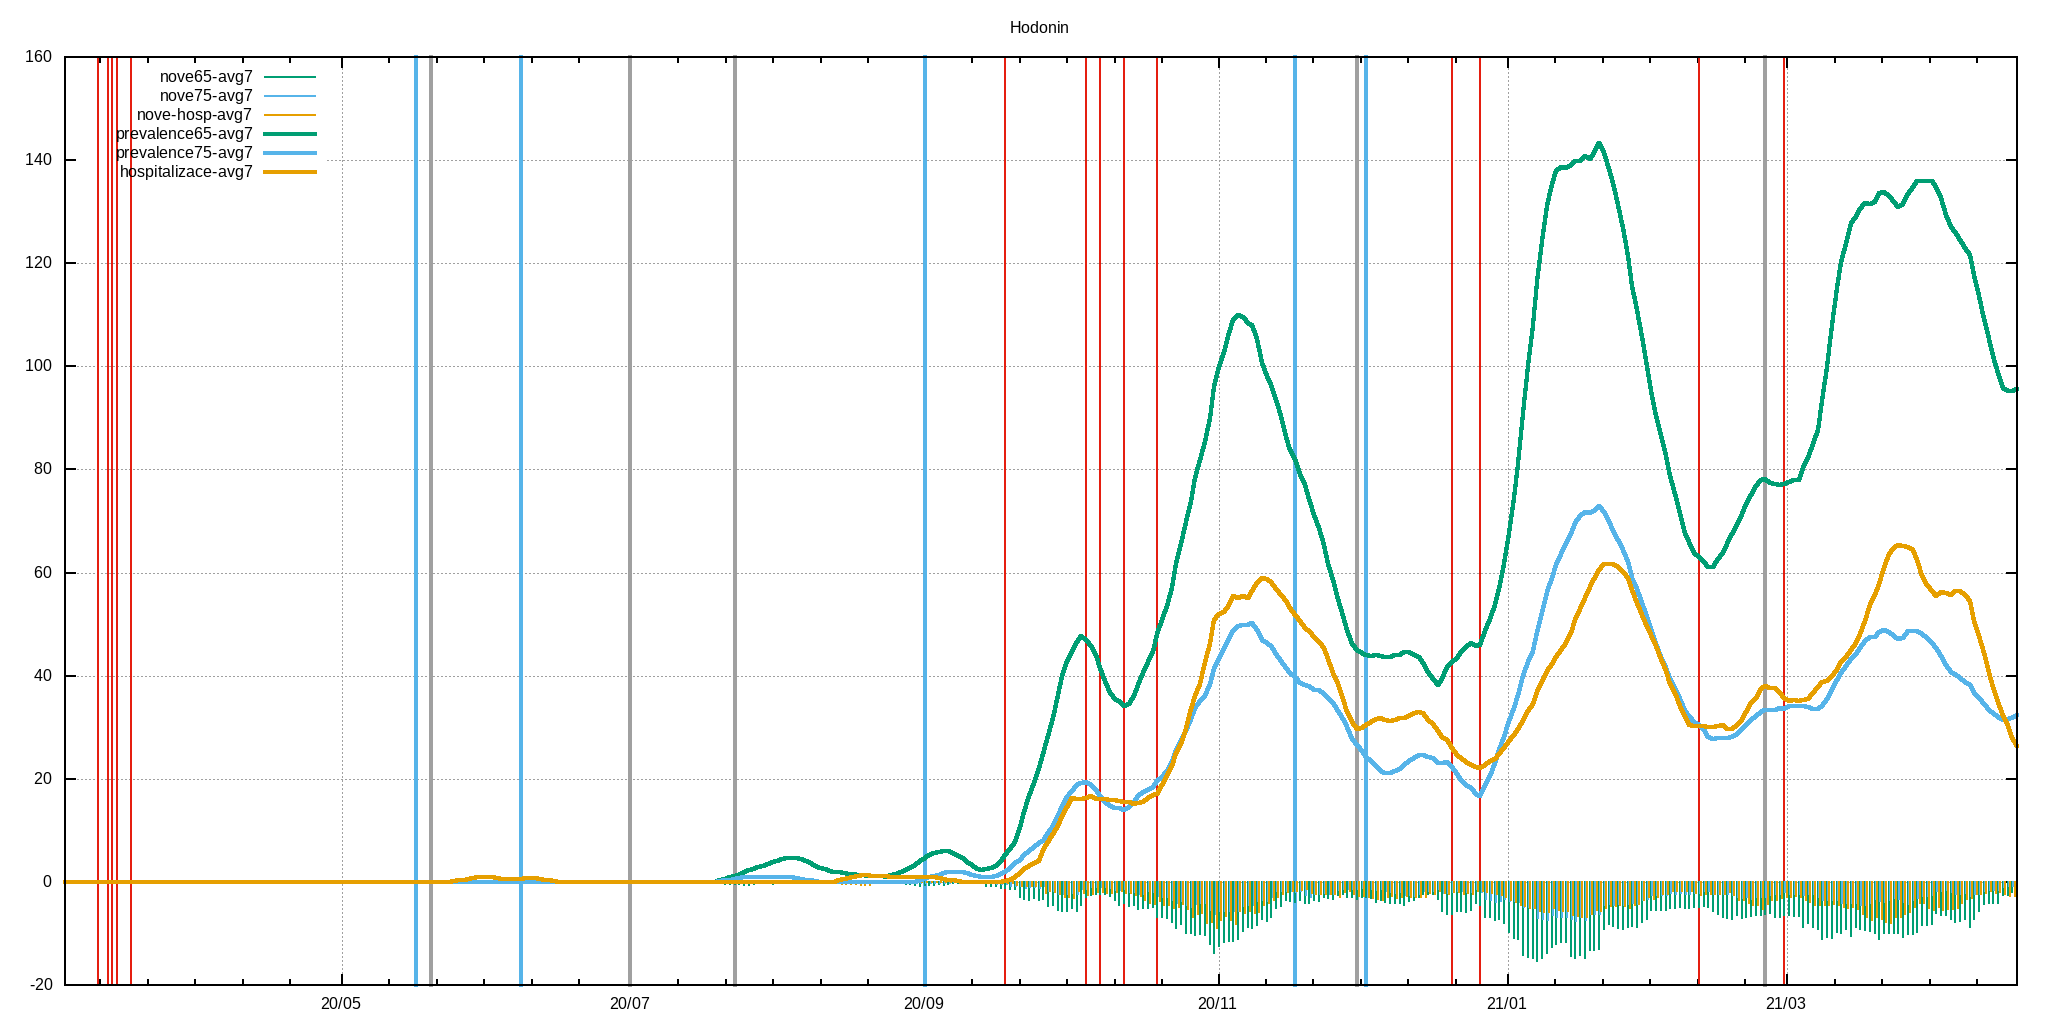 Hodonin
160
140
120
100
80
60
40
20
0
-20
nove65-avg7
nove75-avg7
nove-hosp-avg7
prevalence65-avg7
prevalence75-avg7
hospitalizace-avg7
20/05 20/07 20/09 20/11 21/01 21/03